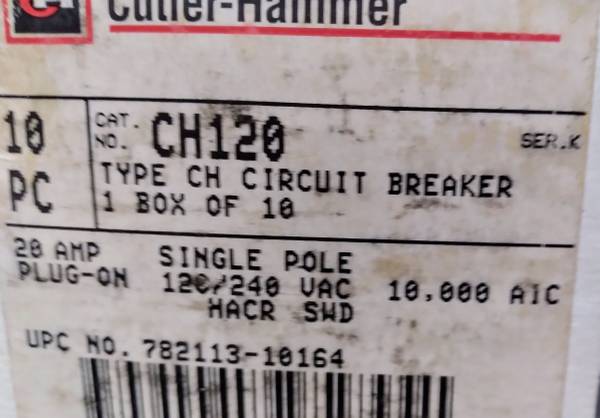 Cutler-Hammer
10 PC
CAT. NO. CH120 SER.K
TYPE CH CIRCUIT BREAKER
1 BOX OF 10
20 AMP SINGLE POLE
PLUG-ON 120/240 VAC 10,000 AIC
HACR SWD
UPC NO. 782113-10164